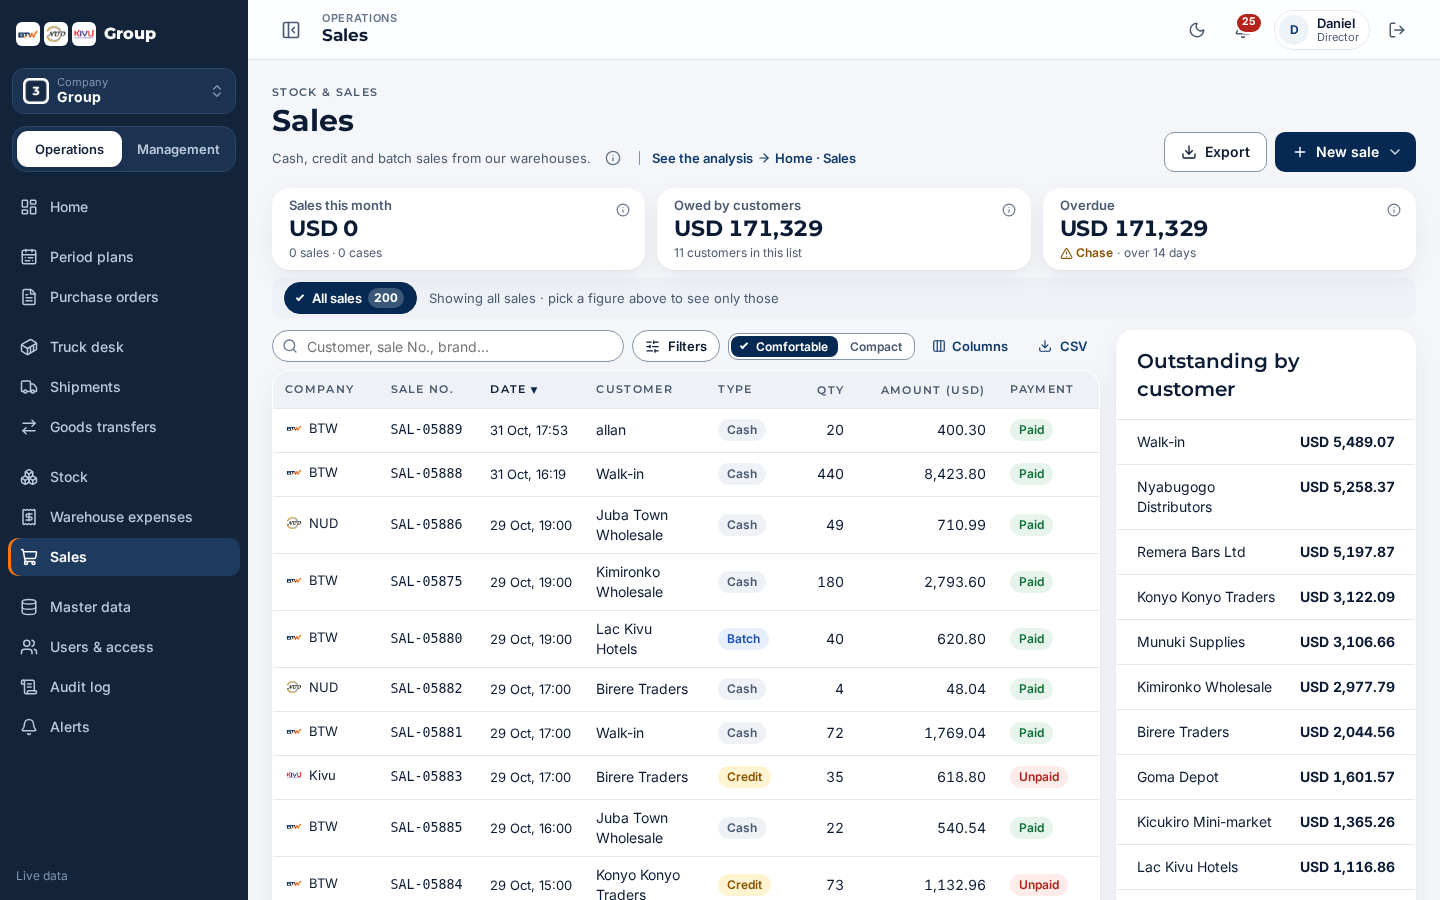 BTW NUD KIVU Group
Company
3 Group
Operations Management
Home
Period plans
Purchase orders
Truck desk
Shipments
Goods transfers
Stock
Warehouse expenses
Sales
Master data
Users & access
Audit log
Alerts
Live data
OPERATIONS
Sales
25
D Daniel
Director
STOCK & SALES
Sales
Cash, credit and batch sales from our warehouses. See the analysis → Home · Sales
Export
+ New sale
Sales this month
USD 0
0 sales · 0 cases
Owed by customers
USD 171,329
11 customers in this list
Overdue
USD 171,329
Chase · over 14 days
✔ All sales 200 Showing all sales · pick a figure above to see only those
Customer, sale No., brand...
Filters
✔ Comfortable Compact
Columns
CSV
COMPANY SALE NO. DATE ▼ CUSTOMER TYPE QTY AMOUNT (USD) PAYMENT
BTW BTW SAL-05889 31 Oct, 17:53 allan Cash 20 400.30 Paid
BTW BTW SAL-05888 31 Oct, 16:19 Walk-in Cash 440 8,423.80 Paid
NUD NUD SAL-05886 29 Oct, 19:00 Juba Town Wholesale Cash 49 710.99 Paid
BTW BTW SAL-05875 29 Oct, 19:00 Kimironko Wholesale Cash 180 2,793.60 Paid
BTW BTW SAL-05880 29 Oct, 19:00 Lac Kivu Hotels Batch 40 620.80 Paid
NUD NUD SAL-05882 29 Oct, 17:00 Birere Traders Cash 4 48.04 Paid
BTW BTW SAL-05881 29 Oct, 17:00 Walk-in Cash 72 1,769.04 Paid
KIVU Kivu SAL-05883 29 Oct, 17:00 Birere Traders Credit 35 618.80 Unpaid
BTW BTW SAL-05885 29 Oct, 16:00 Juba Town Wholesale Cash 22 540.54 Paid
BTW BTW SAL-05884 29 Oct, 15:00 Konyo Konyo Traders Credit 73 1,132.96 Unpaid
Outstanding by
customer
Walk-in USD 5,489.07
Nyabugogo Distributors USD 5,258.37
Remera Bars Ltd USD 5,197.87
Konyo Konyo Traders USD 3,122.09
Munuki Supplies USD 3,106.66
Kimironko Wholesale USD 2,977.79
Birere Traders USD 2,044.56
Goma Depot USD 1,601.57
Kicukiro Mini-market USD 1,365.26
Lac Kivu Hotels USD 1,116.86